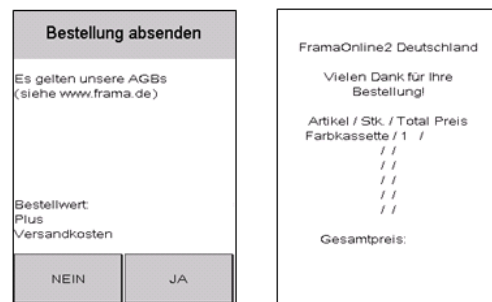 Bestellung absenden
Es gelten unsere AGBs
(siehe www.frama.de)
Bestellwert:
Plus
Versandkosten
NEIN
JA
FramaOnline2 Deutschland
Vielen Dank für Ihre
Bestellung!
Artikel / Stk. / Total Preis
Farbkassette / 1 /
/ /
/ /
/ /
/ /
/ /
Gesamtpreis: